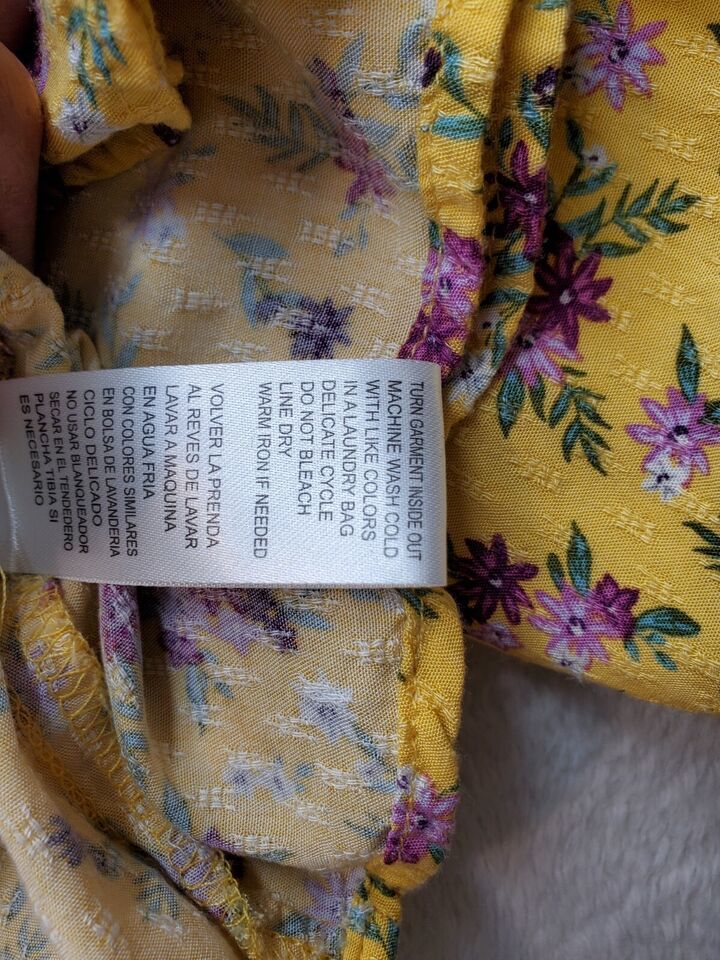 TURN GARMENT INSIDE OUT
MACHINE WASH COLD
WITH LIKE COLORS
IN A LAUNDRY BAG
DELICATE CYCLE
DO NOT BLEACH
LINE DRY
WARM IRON IF NEEDED
VOLVER LA PRENDA
AL REVES DE LAVAR
LAVAR A MAQUINA
EN AGUA FRIA
CON COLORES SIMILARES
EN BOLSA DE LAVANDERIA
CICLO DELICADO
NO USAR BLANQUEADOR
SECAR EN EL TENDEDERO
PLANCHA TIBIA SI
ES NECESARIO